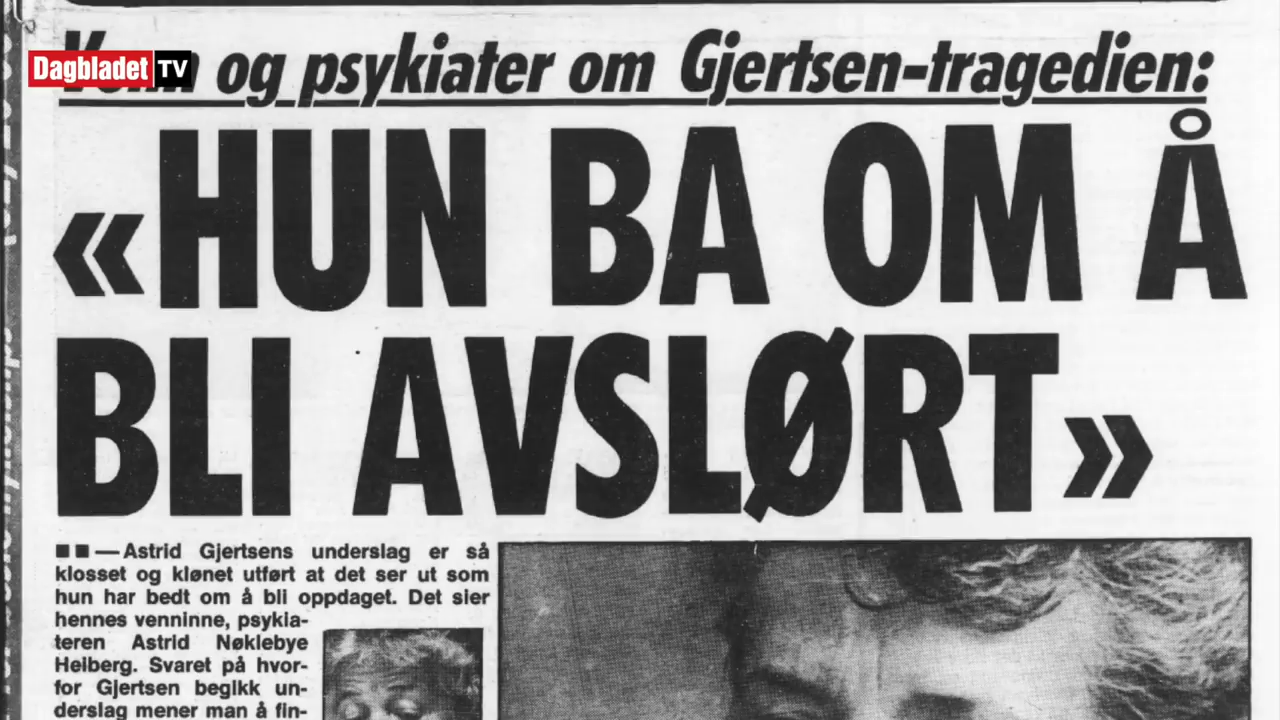 Dagbladet TV
og psykiater om Gjertsen-tragedien:
«HUN BA OM Å
BLI AVSLØRT»
■ ■ — Astrid Gjertsens underslag er så
klosset og klønet utført at det ser ut som
hun har bedt om å bli oppdaget. Det sier
hennes venninne, psykia-
teren Astrid Nøklebye
Heiberg. Svaret på hvor-
for Gjertsen begikk un-
derslag mener man å fin-